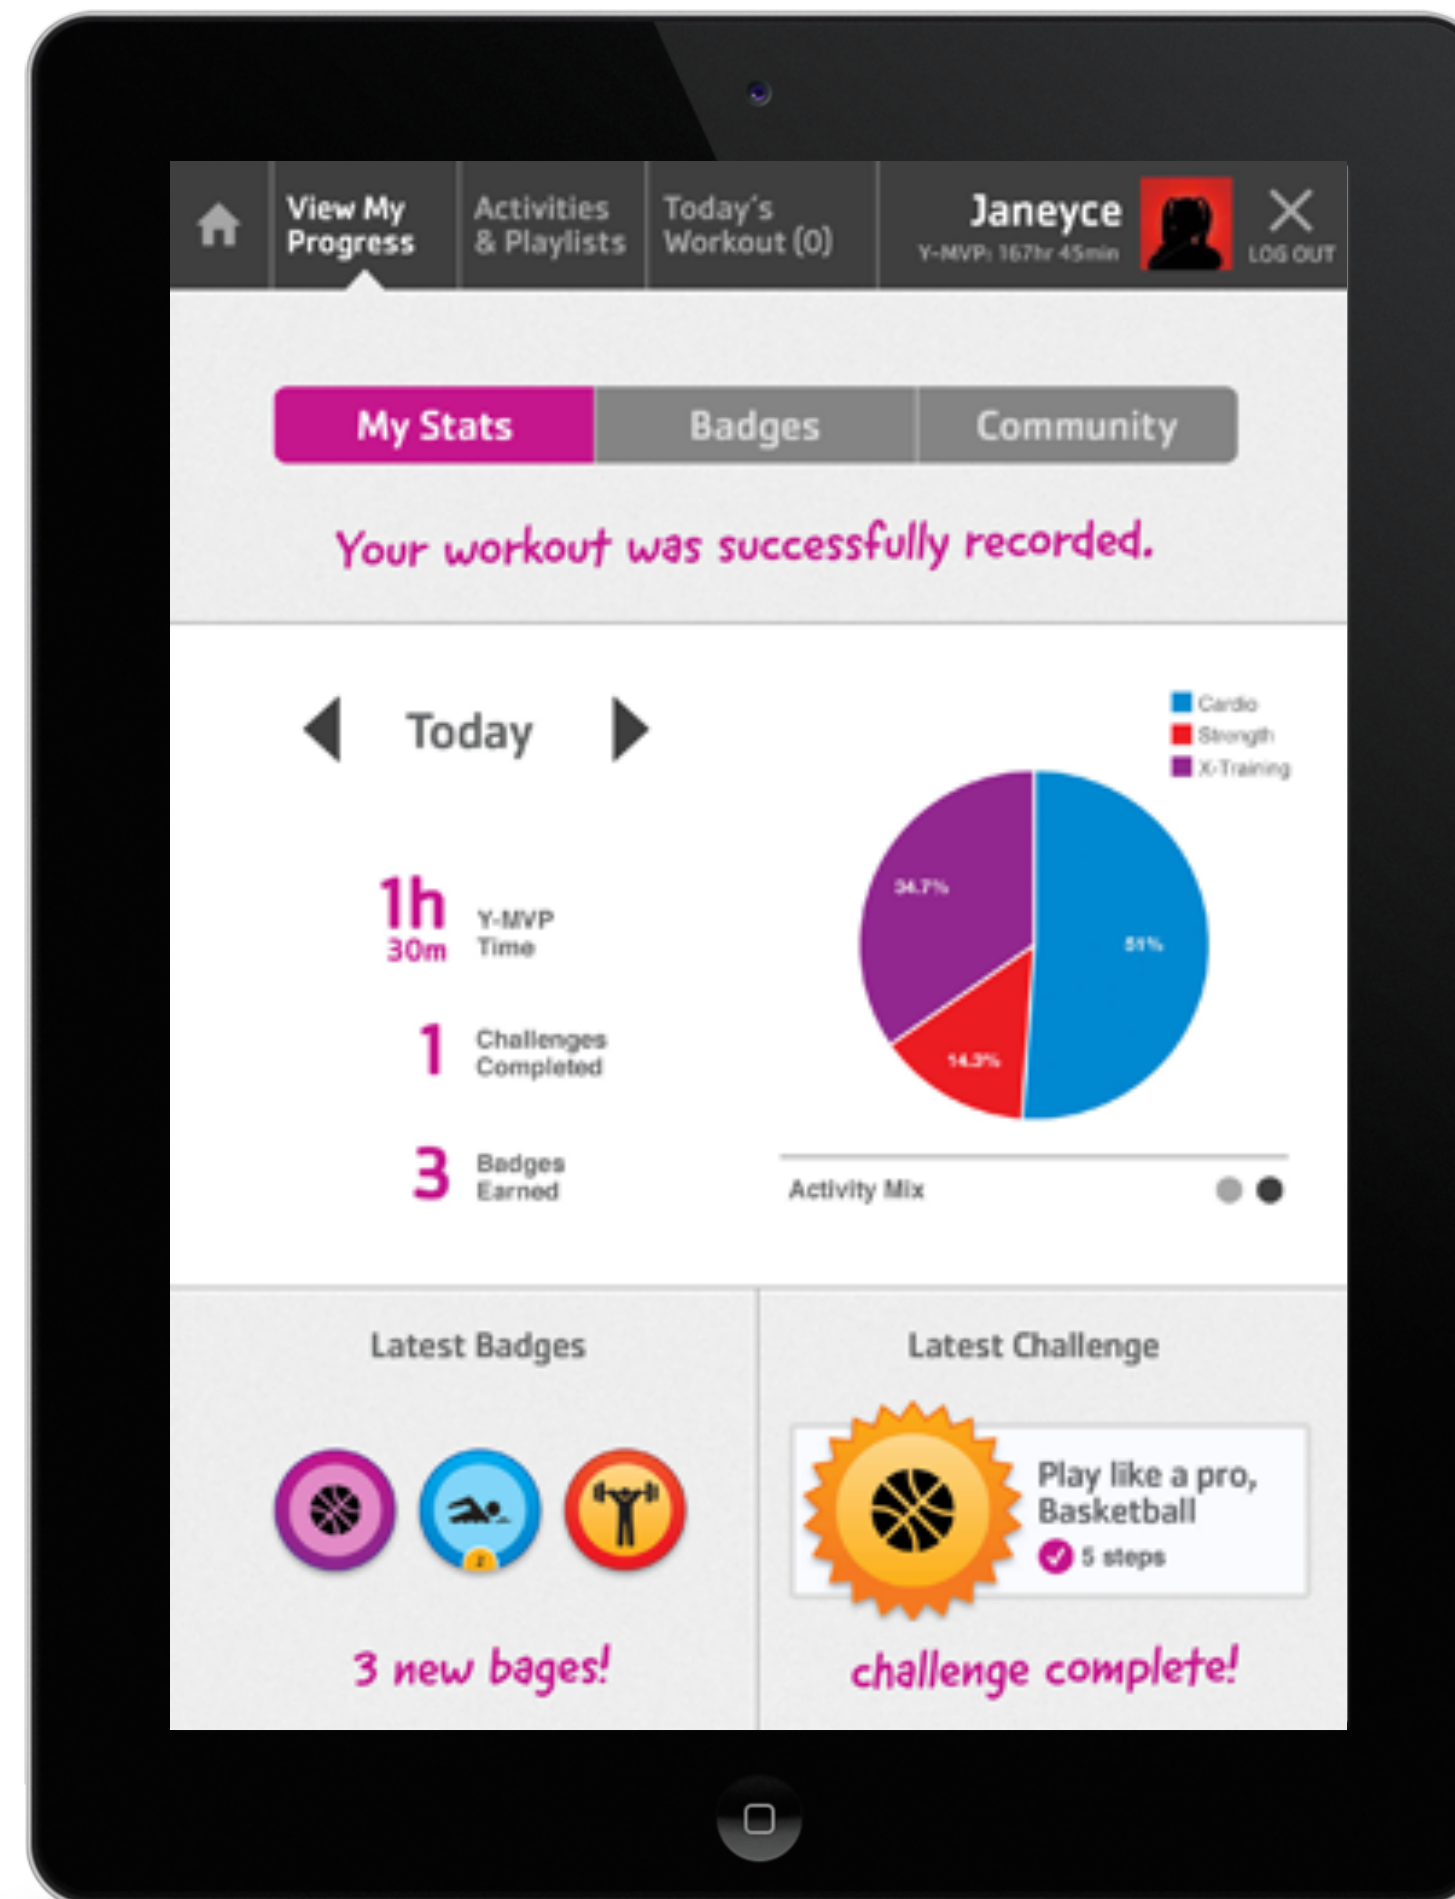 View My
Progress
Activities
& Playlists
Today's
Workout (0)
Janeyce
Y-MVP: 167hr 45min
LOG OUT
My Stats
Badges
Community
Your workout was successfully recorded.
Today
1h
30m
Y-MVP
Time
1
Challenges
Completed
3
Badges
Earned
Cardio
Strength
X-Training
34.7%
51%
14.3%
Activity Mix
Latest Badges
2
3 new bages!
Latest Challenge
Play like a pro,
Basketball
5 steps
challenge complete!